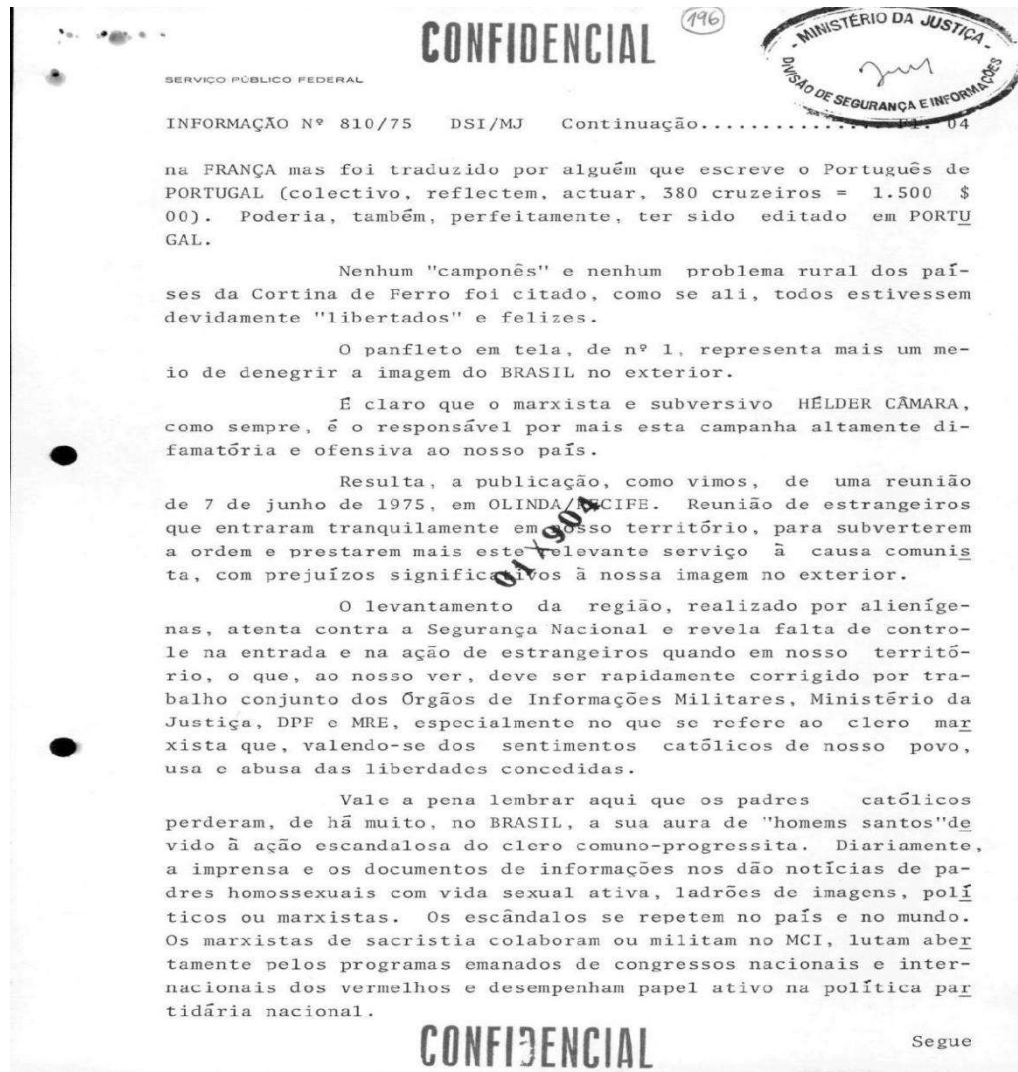 CONFIDENCIAL
196
- MINISTÉRIO DA JUSTIÇA -
DIVISÃO DE SEGURANÇA E INFORMAÇÕES
SERVIÇO PÚBLICO FEDERAL
INFORMAÇÃO Nº 810/75 DSI/MJ Continuação.................Fl. 04
na FRANÇA mas foi traduzido por alguém que escreve o Português de
PORTUGAL (colectivo, reflectem, actuar, 380 cruzeiros = 1.500 $
00). Poderia, também, perfeitamente, ter sido editado em PORTU
GAL.
Nenhum "camponês" e nenhum problema rural dos paí-
ses da Cortina de Ferro foi citado, como se ali, todos estivessem
devidamente "libertados" e felizes.
O panfleto em tela, de nº 1, representa mais um me-
io de denegrir a imagem do BRASIL no exterior.
É claro que o marxista e subversivo HÉLDER CÂMARA,
como sempre, é o responsável por mais esta campanha altamente di-
famatória e ofensiva ao nosso país.
Resulta, a publicação, como vimos, de uma reunião
de 7 de junho de 1975, em OLINDA/RECIFE. Reunião de estrangeiros
que entraram tranquilamente em nosso território, para subverterem
a ordem e prestarem mais este relevante serviço à causa comunis
ta, com prejuízos significativos à nossa imagem no exterior.
O levantamento da região, realizado por alieníge-
nas, atenta contra a Segurança Nacional e revela falta de contro-
le na entrada e na ação de estrangeiros quando em nosso territó-
rio, o que, ao nosso ver, deve ser rapidamente corrigido por tra-
balho conjunto dos Órgãos de Informações Militares, Ministério da
Justiça, DPF e MRE, especialmente no que se refere ao clero mar
xista que, valendo-se dos sentimentos católicos de nosso povo,
usa e abusa das liberdades concedidas.
Vale a pena lembrar aqui que os padres católicos
perderam, de há muito, no BRASIL, a sua aura de "homems santos"de
vido à ação escandalosa do clero comuno-progressita. Diariamente,
a imprensa e os documentos de informações nos dão notícias de pa-
dres homossexuais com vida sexual ativa, ladrões de imagens, polí
ticos ou marxistas. Os escândalos se repetem no país e no mundo.
Os marxistas de sacristia colaboram ou militam no MCI, lutam aber
tamente pelos programas emanados de congressos nacionais e inter-
nacionais dos vermelhos e desempenham papel ativo na política par
tidária nacional.
CONFIDENCIAL
Segue